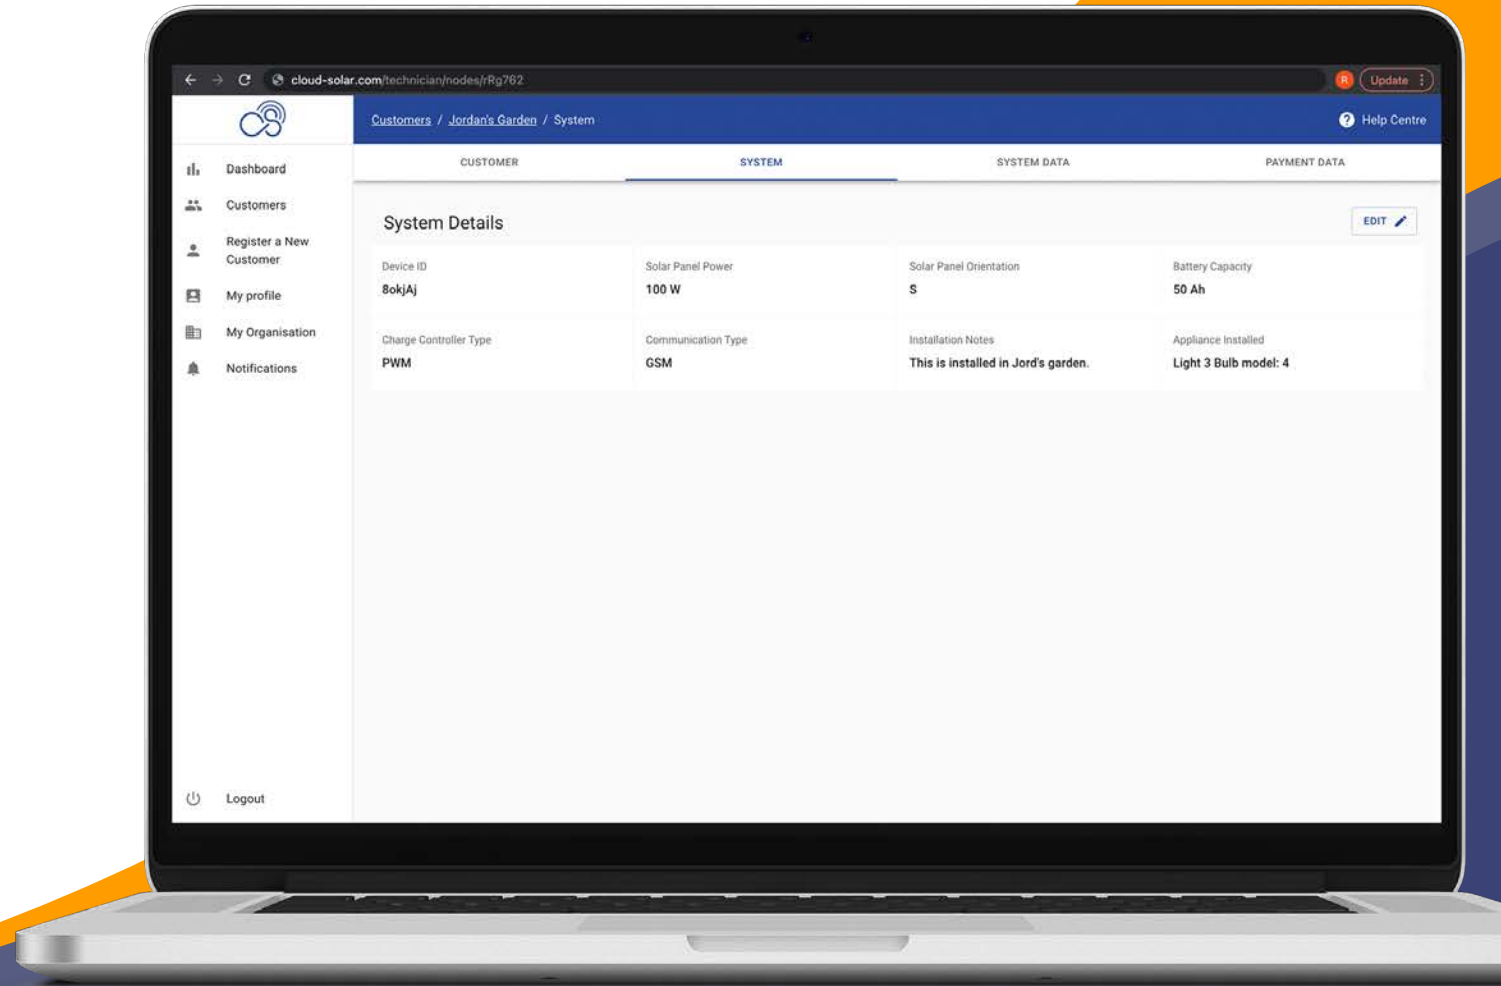 cloud-solar.com/technician/nodes/rRg762
R
Update
Customers / Jordan's Garden / System
? Help Centre
CUSTOMER
SYSTEM
SYSTEM DATA
PAYMENT DATA
Dashboard
Customers
Register a New
Customer
My profile
My Organisation
Notifications
Logout
System Details
EDIT
Device ID
8okjAj
Solar Panel Power
100 W
Solar Panel Orientation
S
Battery Capacity
50 Ah
Charge Controller Type
PWM
Communication Type
GSM
Installation Notes
This is installed in Jord's garden.
Appliance Installed
Light 3 Bulb model: 4